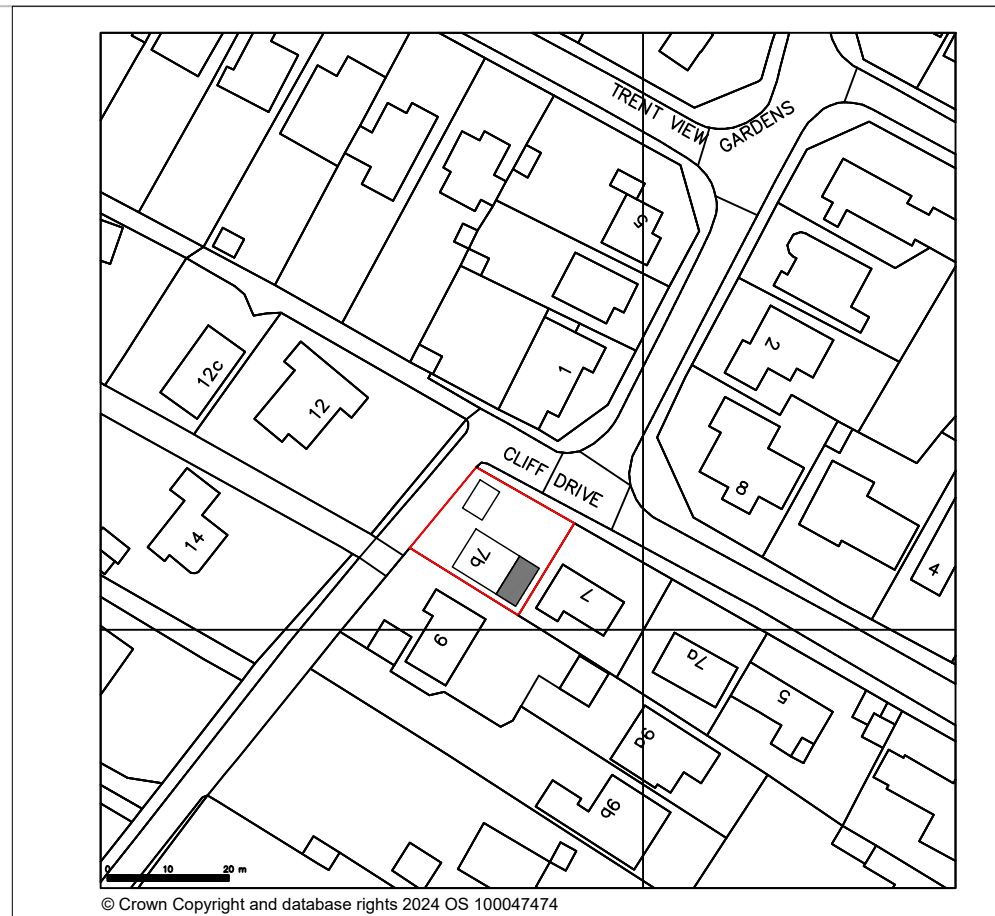 TRENT VIEW
GARDENS
5
2
12c
1
12
CLIFF DRIVE
8
14
7b
4
7
9
7a
5
9a
9b
0 10 20 m
© Crown Copyright and database rights 2024 OS 100047474